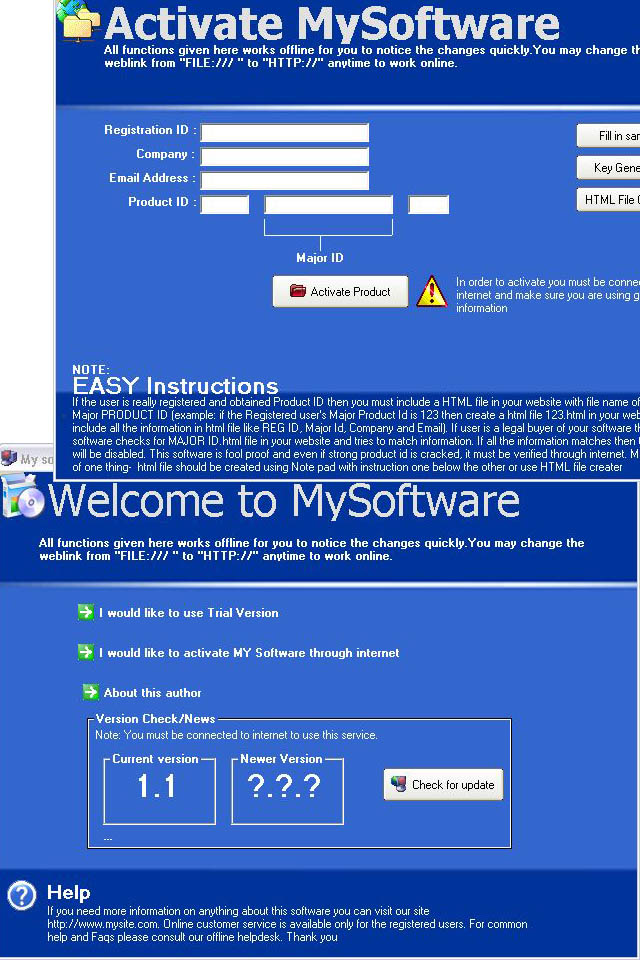 Activate MySoftware
All functions given here works offline for you to notice the changes quickly.You may change the
weblink from "FILE:/// " to "HTTP://" anytime to work online.
Registration ID :
Company :
Email Address :
Product ID :
Major ID
Fill in
Key
HTML File
Activate Product
In order to activate you must be
internet and make sure you are using
information
NOTE:
EASY Instructions
If the user is really registered and obtained Product ID then you must include a HTML file in your website with file name of
Major PRODUCT ID (example: if the Registered user's Major Product Id is 123 then create a html file 123.html in your
include all the information in html file like REG ID, Major Id, Company and Email). If user is a legal buyer of your software
software checks for MAJOR ID.html file in your website and tries to match information. If all the information matches then
will be disabled. This software is fool proof and even if strong product id is cracked, it must be verified through internet.
of one thing- html file should be created using Note pad with instruction one below the other or use HTML file creater
My so
Welcome to MySoftware
All functions given here works offline for you to notice the changes quickly.You may change the
weblink from "FILE:/// " to "HTTP://" anytime to work online.
I would like to use Trial Version
I would like to activate MY Software through internet
About this author
Version Check/News
Note: You must be connected to internet to use this service.
Current version
Newer Version
1.1
?.?.?
Check for update
...
Help
If you need more information on anything about this software you can visit our site
http://www.mysite.com. Online customer service is available only for the registered users. For common
help and Faqs please consult our offline helpdesk. Thank you